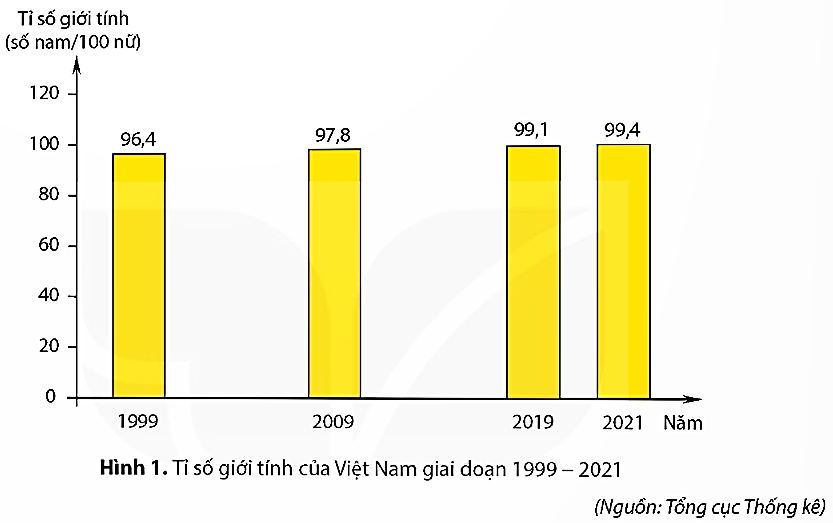 Tỉ số giới tính
(số nam/100 nữ)
120
100
80
60
40
20
0
96,4
97,8
99,1
99,4
1999 2009 2019 2021 Năm
Hình 1. Tỉ số giới tính của Việt Nam giai đoạn 1999 – 2021
(Nguồn: Tổng cục Thống kê)